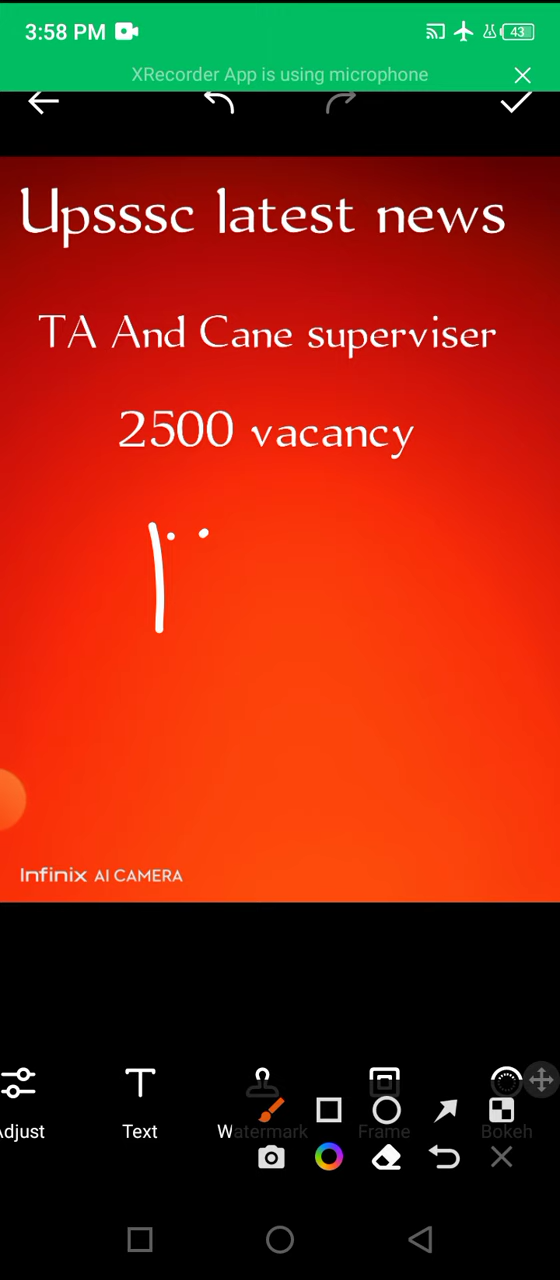 3:58 PM
43
XRecorder App is using microphone
Upsssc latest news
TA And Cane superviser
2500 vacancy
Infinix AI CAMERA
Adjust Text Watermark Frame Bokeh